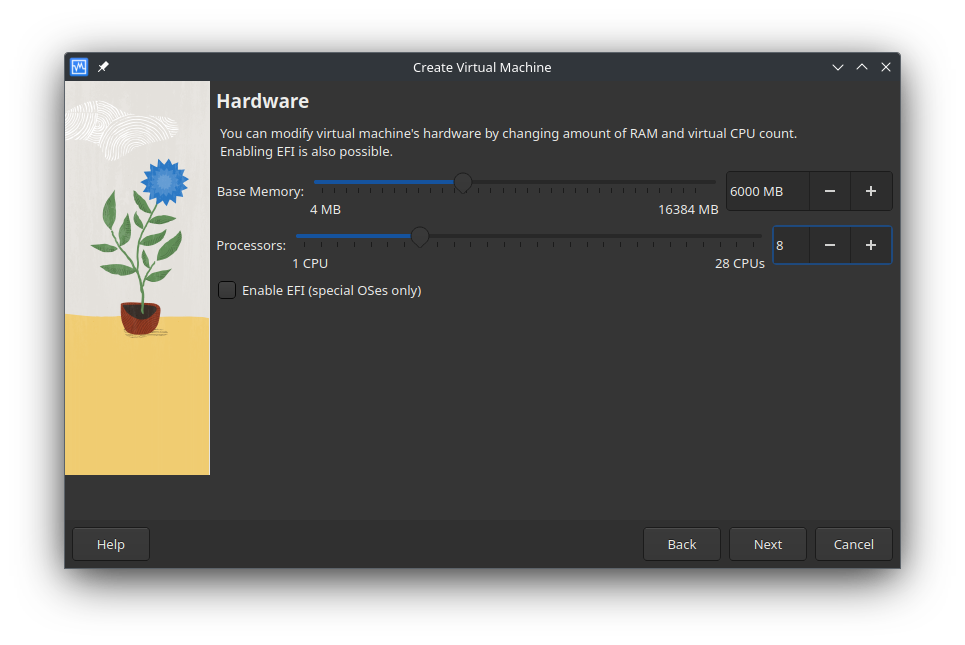 Create Virtual Machine
Hardware
You can modify virtual machine's hardware by changing amount of RAM and virtual CPU count.
Enabling EFI is also possible.
Base Memory:
6000 MB
4 MB
16384 MB
Processors:
8
1 CPU
28 CPUs
Enable EFI (special OSes only)
Help
Back
Next
Cancel